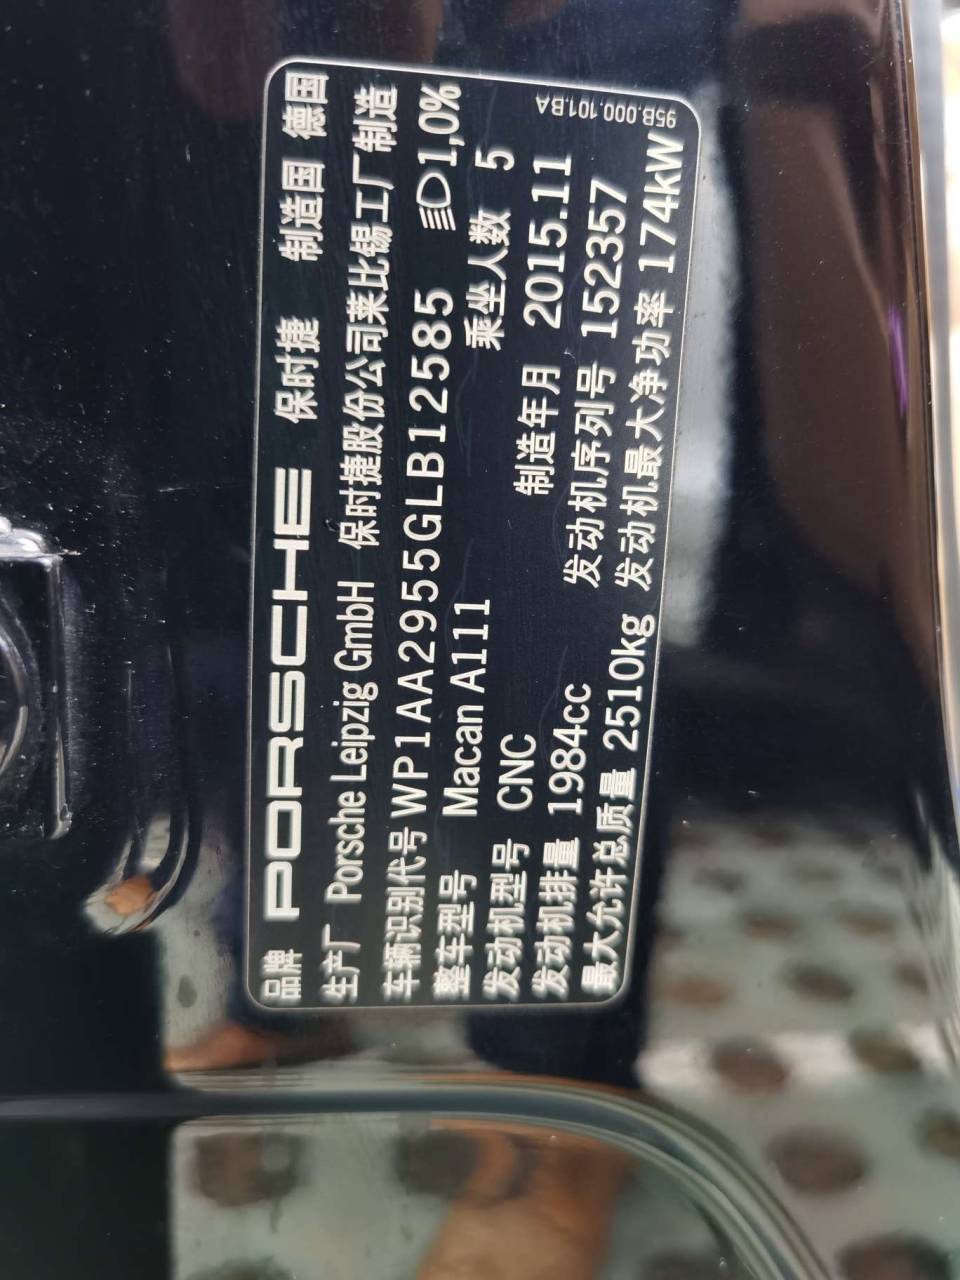 品牌 PORSCHE 保时捷 制造国 德国
生产厂 Porsche Leipzig GmbH 保时捷股份公司莱比锡工厂制造
车辆识别代号 WP1AA2955GLB12585 1,0%
整车型号 Macan A111 乘坐人数 5
发动机型号 CNC 制造年月 2015.11
发动机排量 1984cc 发动机序列号 152357
最大允许总质量 2510kg 发动机最大净功率 174kW
95B.000.101.BA